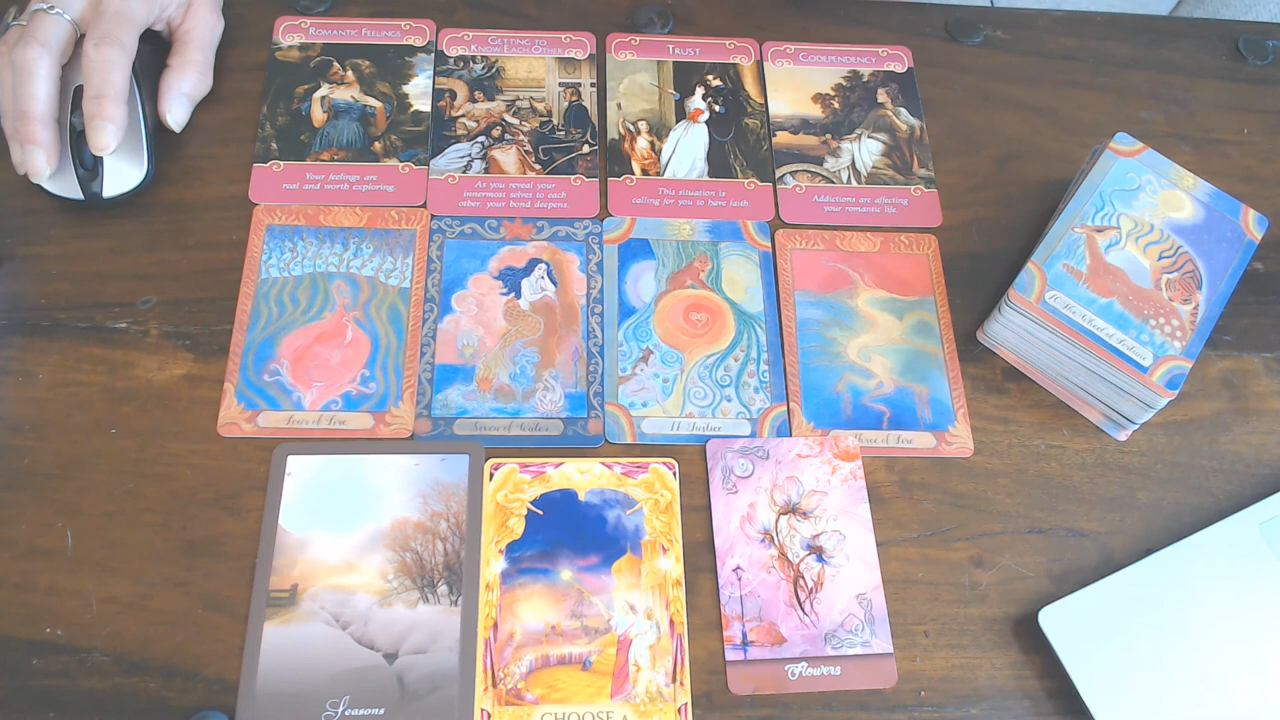 ROMANTIC FEELINGS
Your feelings are
real and worth exploring.
GETTING TO
KNOW EACH OTHER
As you reveal your
innermost selves to each
other, your bond deepens.
TRUST
This situation is
calling for you to have faith.
CODEPENDENCY
Addictions are affecting
your romantic life.
Four of Fire
Seven of Water
11 Justice
Three of Fire
10 The Wheel of Fortune
Seasons
CHOOSE A
Flowers